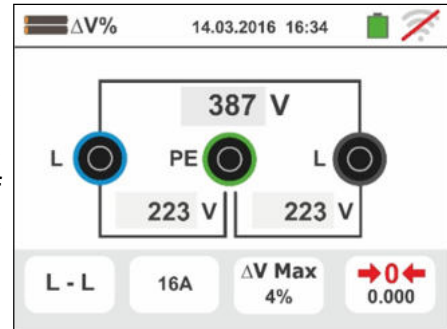 ΔV% 14.03.2016 16:34
387 V
L PE L
223 V 223 V
L - L 16A ΔV Max 4% →0← 0.000